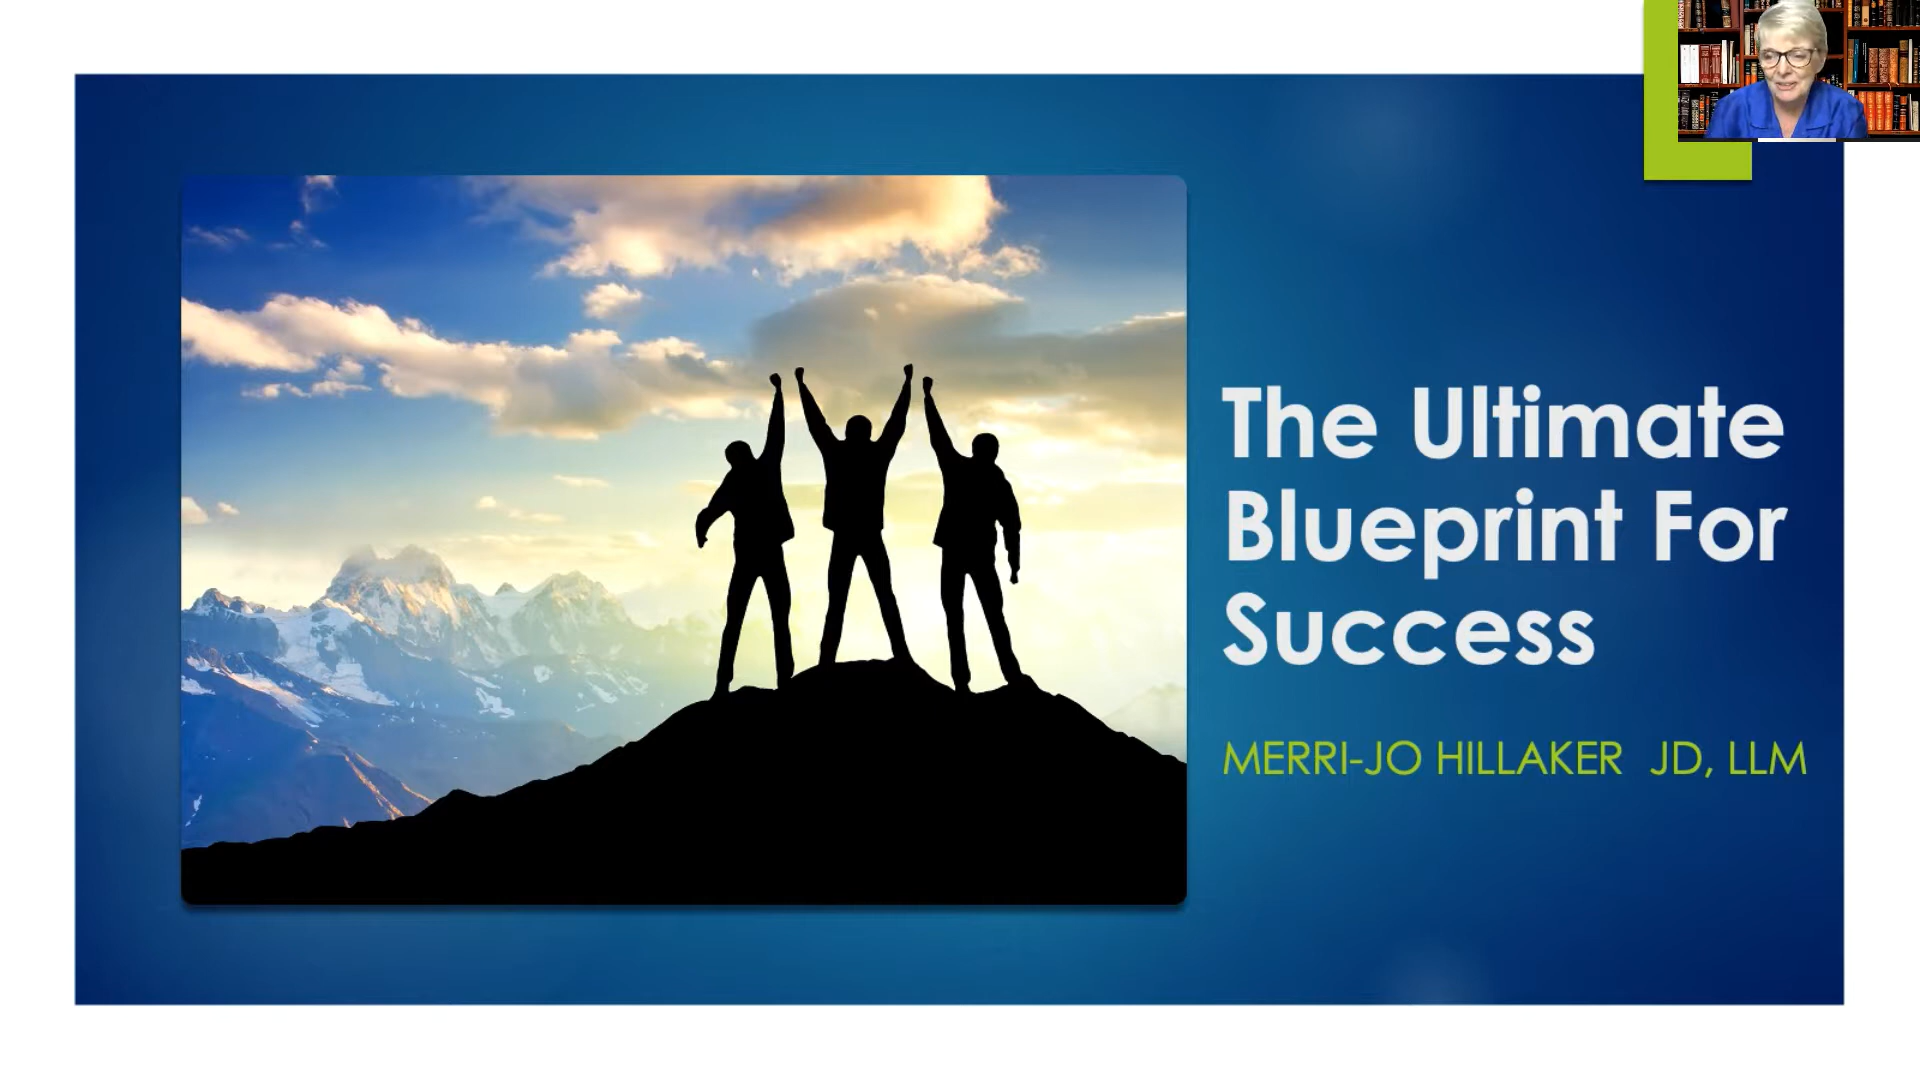 The Ultimate
Blueprint For
Success
MERRI-JO HILLAKER JD, LLM